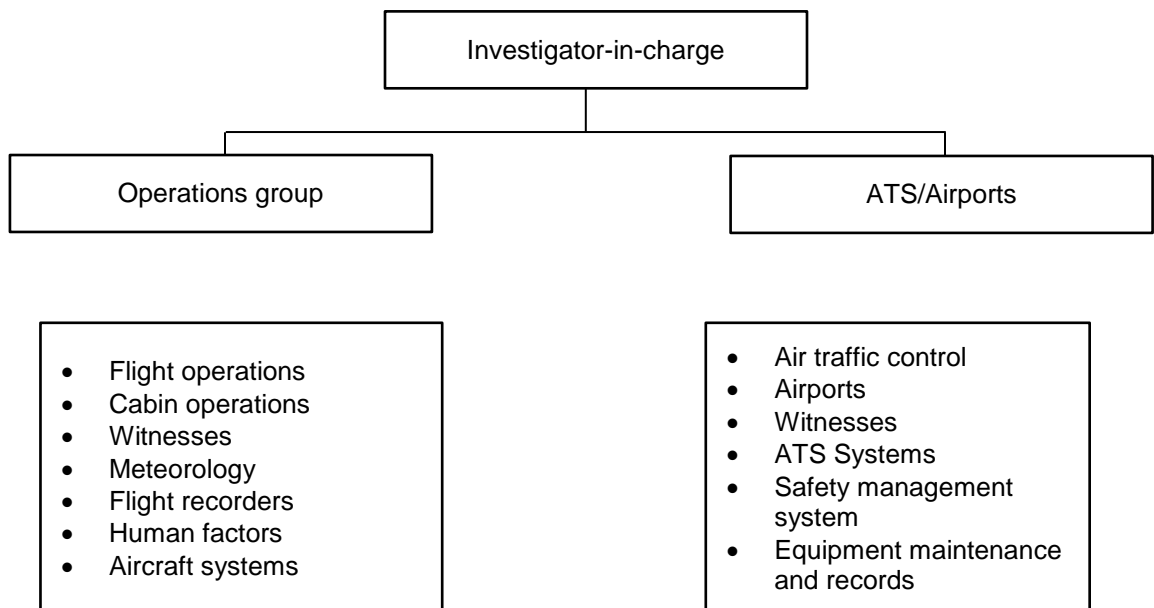 Investigator-in-charge
Operations group
ATS/Airports
• Flight operations
• Cabin operations
• Witnesses
• Meteorology
• Flight recorders
• Human factors
• Aircraft systems
• Air traffic control
• Airports
• Witnesses
• ATS Systems
• Safety management
system
• Equipment maintenance
and records